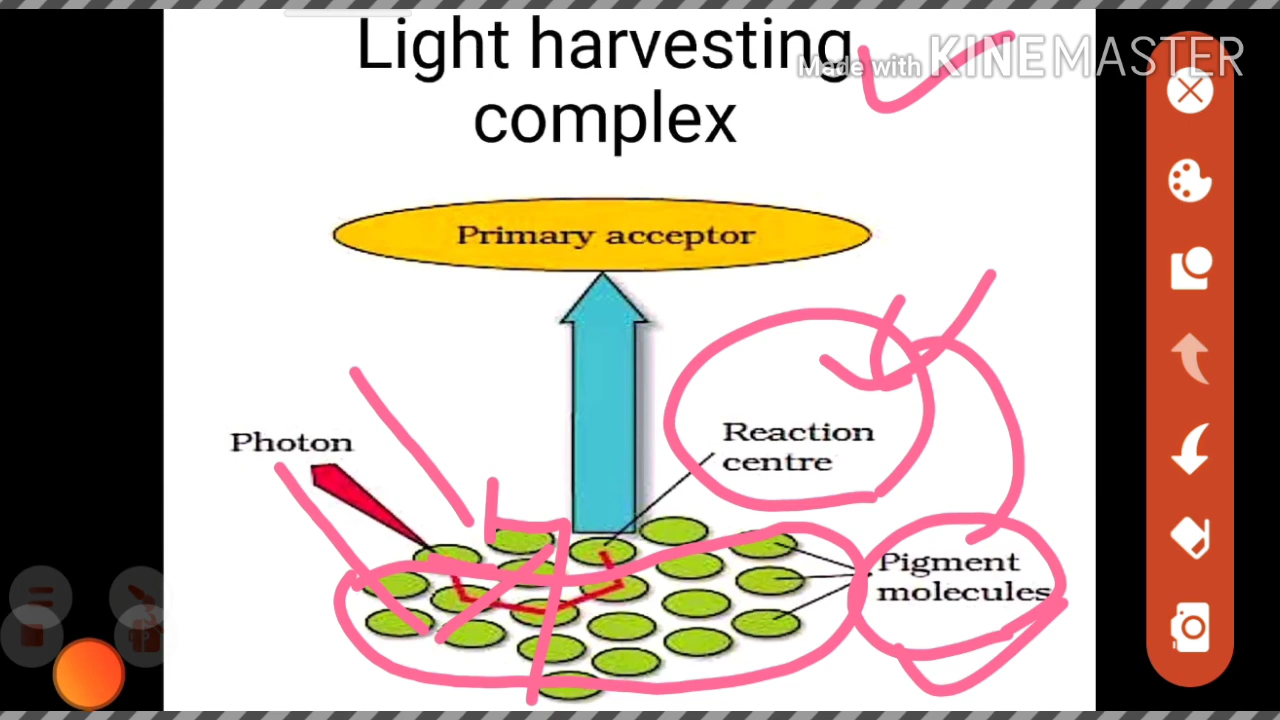 Light harvesting
complex
Made with KINEMASTER
Primary acceptor
Photon
Reaction
centre
Pigment
molecules